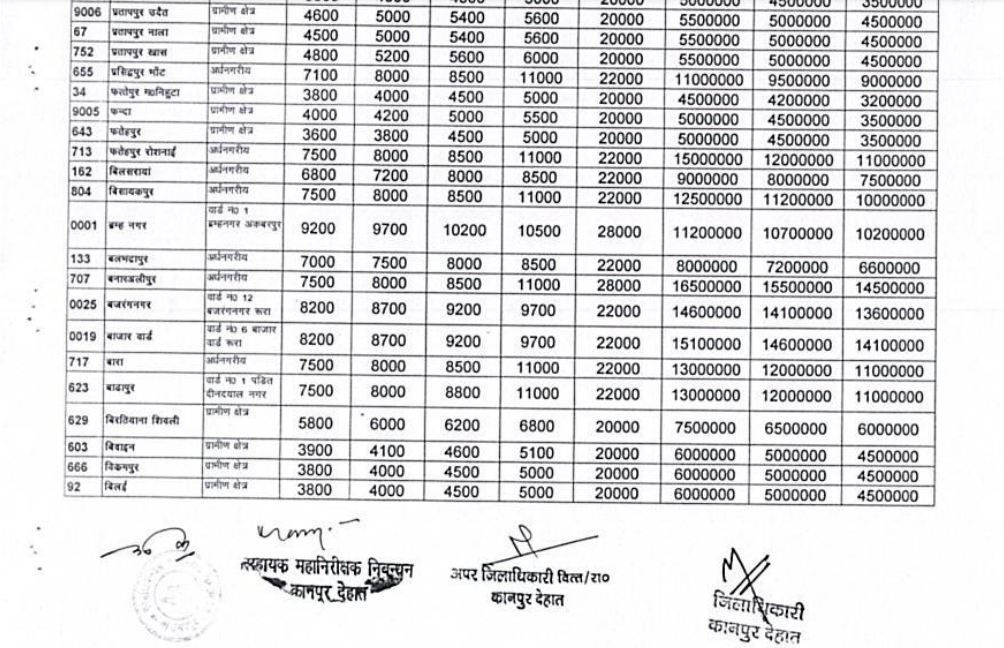 20000 5000000 4500000 3500000
9006 प्रतापपुर उदैत ग्रामीण क्षेत्र 4600 5000 5400 5600 20000 5500000 5000000 4500000
67 प्रतापपुर नाला ग्रामीण क्षेत्र 4500 5000 5400 5600 20000 5500000 5000000 4500000
752 प्रतापपुर खास ग्रामीण क्षेत्र 4800 5200 5600 6000 20000 5500000 5000000 4500000
655 प्रसिद्वपुर भोंट अर्धनगरीय 7100 8000 8500 11000 22000 11000000 9500000 9000000
34 फत्तेपुर म०निहुटा ग्रामीण क्षेत्र 3800 4000 4500 5000 20000 4500000 4200000 3200000
9005 फन्दा ग्रामीण क्षेत्र 4000 4200 5000 5500 20000 5000000 4500000 3500000
643 फतेहपुर ग्रामीण क्षेत्र 3600 3800 4500 5000 20000 5000000 4500000 3500000
713 फतेहपुर रोशनाई अर्धनगरीय 7500 8000 8500 11000 22000 15000000 12000000 11000000
162 बिलसरायां अर्धनगरीय 6800 7200 8000 8500 22000 9000000 8000000 7500000
804 बिसायकपुर अर्धनगरीय 7500 8000 8500 11000 22000 12500000 11200000 10000000
वार्ड न0 1
0001 ब्रम्ह नगर ब्रम्हनगर अकबरपुर 9200 9700 10200 10500 28000 11200000 10700000 10200000
133 बलभद्रापुर अर्धनगरीय 7000 7500 8000 8500 22000 8000000 7200000 6600000
707 बनारअलीपुर अर्धनगरीय 7500 8000 8500 11000 28000 16500000 15500000 14500000
वार्ड न0 12
0025 बजरंगनगर बजरंगनगर रूरा 8200 8700 9200 9700 22000 14600000 14100000 13600000
वार्ड न0 6 बाजार
0019 बाजार वार्ड वार्ड रूरा 8200 8700 9200 9700 22000 15100000 14600000 14100000
717 बारा अर्धनगरीय 7500 8000 8500 11000 22000 13000000 12000000 11000000
वार्ड न0 1 पंडित
623 बाढापुर दीनदयाल नगर 7500 8000 8800 11000 22000 13000000 12000000 11000000
629 बिरतियाना शिवली ग्रामीण क्षेत्र 5800 6000 6200 6800 20000 7500000 6500000 6000000
603 बिवाइन ग्रामीण क्षेत्र 3900 4100 4600 5100 20000 6000000 5000000 4500000
666 विकमपुर ग्रामीण क्षेत्र 3800 4000 4500 5000 20000 6000000 5000000 4500000
92 बिलई ग्रामीण क्षेत्र 3800 4000 4500 5000 20000 6000000 5000000 4500000
सहायक महानिरीक्षक निबन्धन
कानपुर देहात
अपर जिलाधिकारी वित्त/रा०
कानपुर देहात
जिलाधिकारी
कानपुर देहात